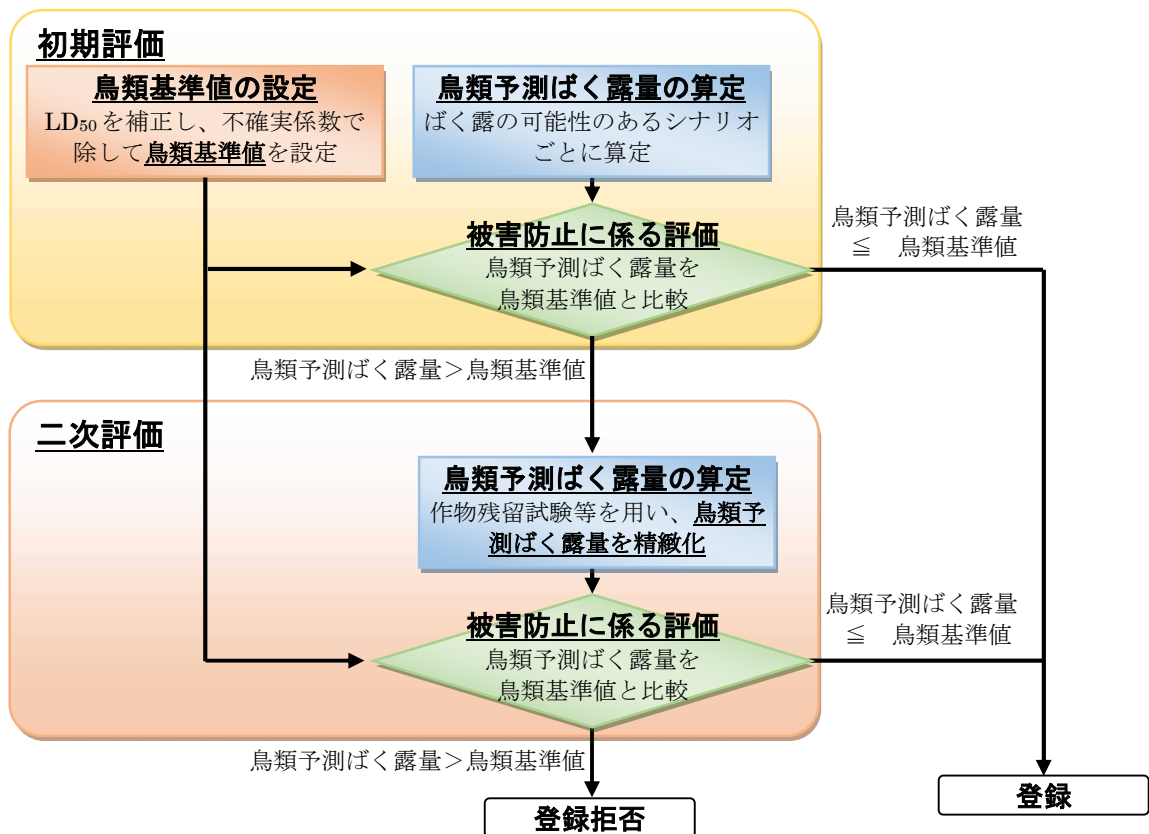 初期評価
鳥類基準値の設定
LD50を補正し、不確実係数で
除して鳥類基準値を設定
鳥類予測ばく露量の算定
ばく露の可能性のあるシナリオ
ごとに算定
被害防止に係る評価
鳥類予測ばく露量を
鳥類基準値と比較
鳥類予測ばく露量
≦ 鳥類基準値
鳥類予測ばく露量＞鳥類基準値
二次評価
鳥類予測ばく露量の算定
作物残留試験等を用い、鳥類予
測ばく露量を精緻化
被害防止に係る評価
鳥類予測ばく露量を
鳥類基準値と比較
鳥類予測ばく露量
≦ 鳥類基準値
鳥類予測ばく露量＞鳥類基準値
登録
登録拒否